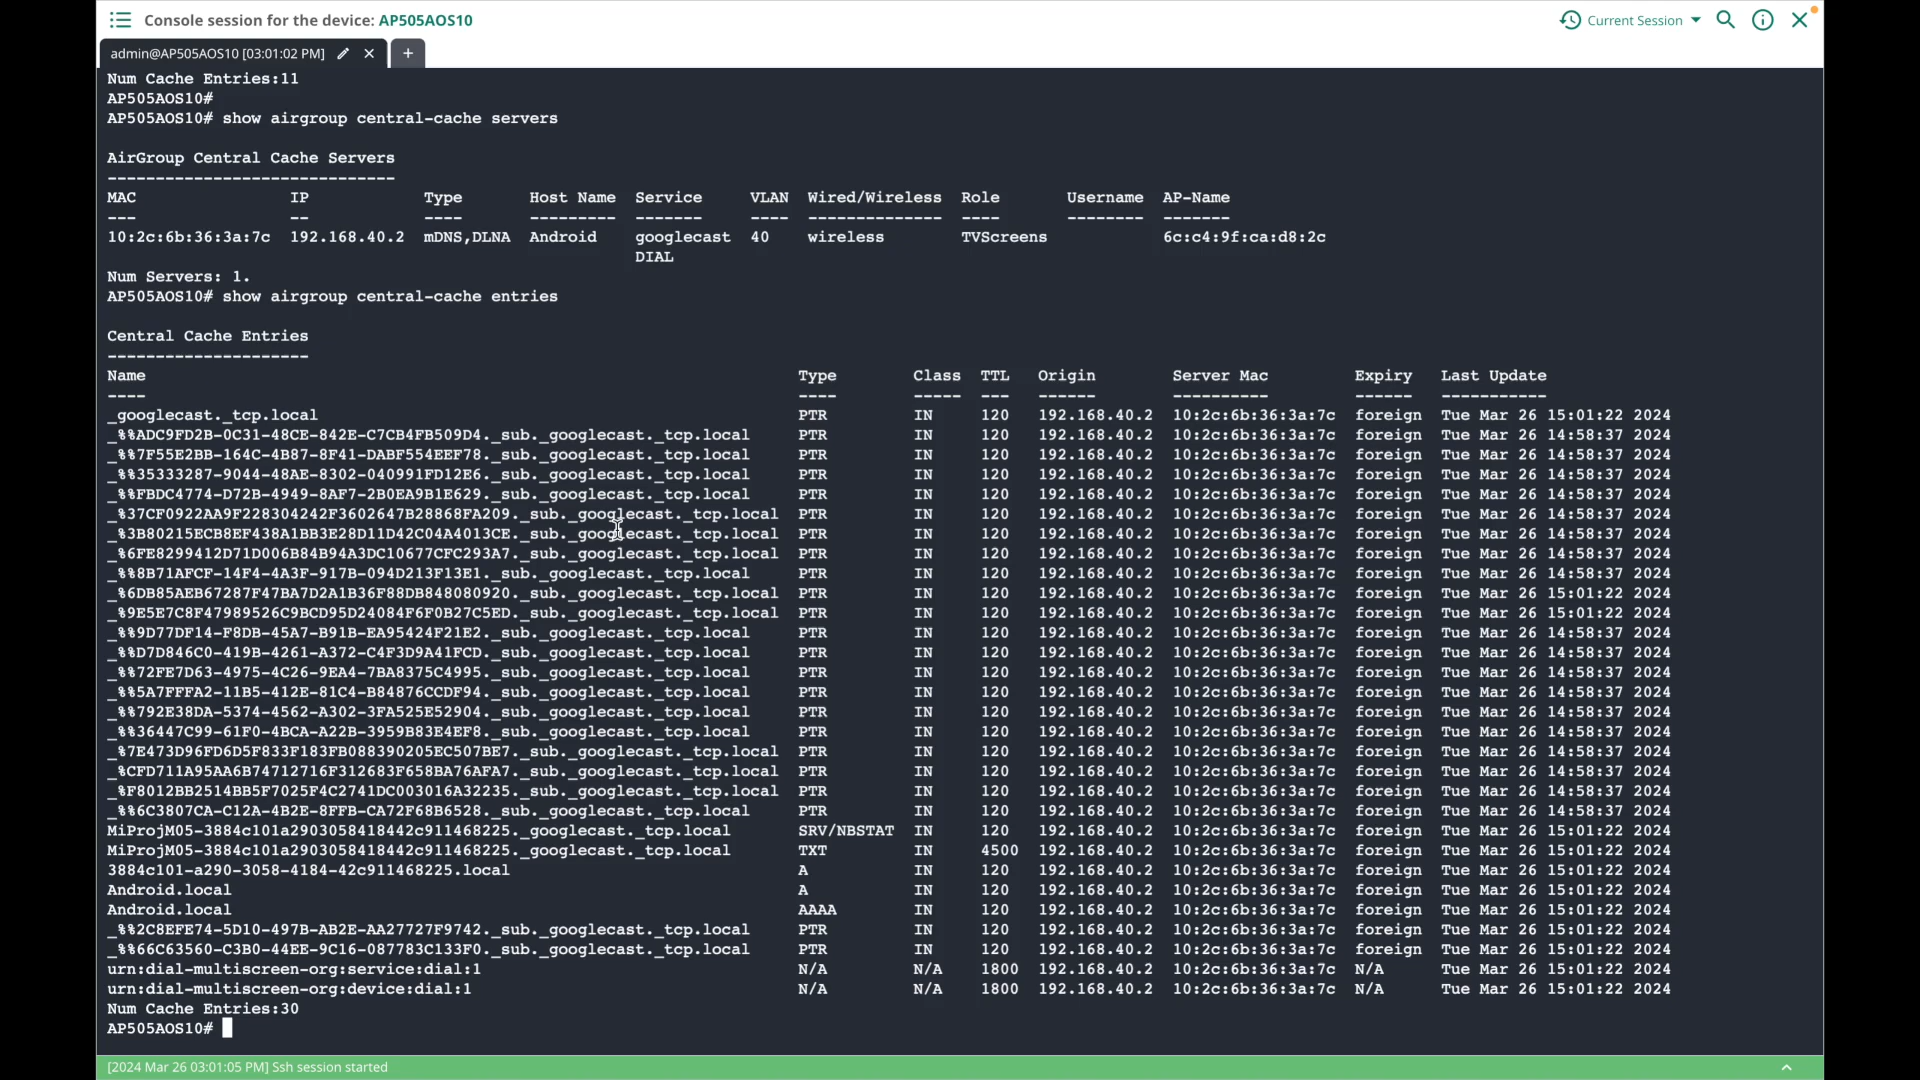 Console session for the device: AP505AOS10
Current Session
admin@AP505AOS10 [03:01:02 PM]
Num Cache Entries:11
AP505AOS10#
AP505AOS10# show airgroup central-cache servers
AirGroup Central Cache Servers
------------------------------
MAC IP Type Host Name Service VLAN Wired/Wireless Role Username AP-Name
--- -- ---- --------- ------- ---- -------------- ---- -------- -------
10:2c:6b:36:3a:7c 192.168.40.2 mDNS,DLNA Android googlecast 40 wireless TVScreens 6c:c4:9f:ca:d8:2c
DIAL
Num Servers: 1.
AP505AOS10# show airgroup central-cache entries
Central Cache Entries
---------------------
Name Type Class TTL Origin Server Mac Expiry Last Update
---- ---- ----- --- ------ ---------- ------ -----------
_googlecast._tcp.local PTR IN 120 192.168.40.2 10:2c:6b:36:3a:7c foreign Tue Mar 26 15:01:22 2024
_%%ADC9FD2B-0C31-48CE-842E-C7CB4FB509D4._sub._googlecast._tcp.local PTR IN 120 192.168.40.2 10:2c:6b:36:3a:7c foreign Tue Mar 26 14:58:37 2024
_%%7F55E2BB-164C-4B87-8F41-DABF554EEF78._sub._googlecast._tcp.local PTR IN 120 192.168.40.2 10:2c:6b:36:3a:7c foreign Tue Mar 26 14:58:37 2024
_%%35333287-9044-48AE-8302-040991FD12E6._sub._googlecast._tcp.local PTR IN 120 192.168.40.2 10:2c:6b:36:3a:7c foreign Tue Mar 26 14:58:37 2024
_%%FBDC4774-D72B-4949-8AF7-2B0EA9B1E629._sub._googlecast._tcp.local PTR IN 120 192.168.40.2 10:2c:6b:36:3a:7c foreign Tue Mar 26 14:58:37 2024
_%37CF0922AA9F228304242F3602647B28868FA209._sub._googlecast._tcp.local PTR IN 120 192.168.40.2 10:2c:6b:36:3a:7c foreign Tue Mar 26 14:58:37 2024
_%3B80215ECB8EF438A1BB3E28D11D42C04A4013CE._sub._googlecast._tcp.local PTR IN 120 192.168.40.2 10:2c:6b:36:3a:7c foreign Tue Mar 26 14:58:37 2024
_%6FE8299412D71D006B84B94A3DC10677CFC293A7._sub._googlecast._tcp.local PTR IN 120 192.168.40.2 10:2c:6b:36:3a:7c foreign Tue Mar 26 14:58:37 2024
_%%8B71AFCF-14F4-4A3F-917B-094D213F13E1._sub._googlecast._tcp.local PTR IN 120 192.168.40.2 10:2c:6b:36:3a:7c foreign Tue Mar 26 14:58:37 2024
_%6DB85AEB67287F47BA7D2A1B36F88DB848080920._sub._googlecast._tcp.local PTR IN 120 192.168.40.2 10:2c:6b:36:3a:7c foreign Tue Mar 26 15:01:22 2024
_%9E5E7C8F47989526C9BCD95D24084F6F0B27C5ED._sub._googlecast._tcp.local PTR IN 120 192.168.40.2 10:2c:6b:36:3a:7c foreign Tue Mar 26 15:01:22 2024
_%%9D77DF14-F8DB-45A7-B91B-EA95424F21E2._sub._googlecast._tcp.local PTR IN 120 192.168.40.2 10:2c:6b:36:3a:7c foreign Tue Mar 26 14:58:37 2024
_%%D7D846C0-419B-4261-A372-C4F3D9A41FCD._sub._googlecast._tcp.local PTR IN 120 192.168.40.2 10:2c:6b:36:3a:7c foreign Tue Mar 26 14:58:37 2024
_%%72FE7D63-4975-4C26-9EA4-7BA8375C4995._sub._googlecast._tcp.local PTR IN 120 192.168.40.2 10:2c:6b:36:3a:7c foreign Tue Mar 26 14:58:37 2024
_%%5A7FFFA2-11B5-412E-81C4-B84876CCDF94._sub._googlecast._tcp.local PTR IN 120 192.168.40.2 10:2c:6b:36:3a:7c foreign Tue Mar 26 14:58:37 2024
_%%792E38DA-5374-4562-A302-3FA525E52904._sub._googlecast._tcp.local PTR IN 120 192.168.40.2 10:2c:6b:36:3a:7c foreign Tue Mar 26 14:58:37 2024
_%%36447C99-61F0-4BCA-A22B-3959B83E4EF8._sub._googlecast._tcp.local PTR IN 120 192.168.40.2 10:2c:6b:36:3a:7c foreign Tue Mar 26 14:58:37 2024
_%7E473D96FD6D5F833F183FB088390205EC507BE7._sub._googlecast._tcp.local PTR IN 120 192.168.40.2 10:2c:6b:36:3a:7c foreign Tue Mar 26 14:58:37 2024
_%CFD711A95AA6B74712716F312683F658BA76AFA7._sub._googlecast._tcp.local PTR IN 120 192.168.40.2 10:2c:6b:36:3a:7c foreign Tue Mar 26 14:58:37 2024
_%F8012BB2514BB5F7025F4C2741DC003016A32235._sub._googlecast._tcp.local PTR IN 120 192.168.40.2 10:2c:6b:36:3a:7c foreign Tue Mar 26 14:58:37 2024
_%%6C3807CA-C12A-4B2E-8FFB-CA72F68B6528._sub._googlecast._tcp.local PTR IN 120 192.168.40.2 10:2c:6b:36:3a:7c foreign Tue Mar 26 14:58:37 2024
MiProjM05-3884c101a2903058418442c911468225._googlecast._tcp.local SRV/NBSTAT IN 120 192.168.40.2 10:2c:6b:36:3a:7c foreign Tue Mar 26 15:01:22 2024
MiProjM05-3884c101a2903058418442c911468225._googlecast._tcp.local TXT IN 4500 192.168.40.2 10:2c:6b:36:3a:7c foreign Tue Mar 26 15:01:22 2024
3884c101-a290-3058-4184-42c911468225.local A IN 120 192.168.40.2 10:2c:6b:36:3a:7c foreign Tue Mar 26 15:01:22 2024
Android.local A IN 120 192.168.40.2 10:2c:6b:36:3a:7c foreign Tue Mar 26 15:01:22 2024
Android.local AAAA IN 120 192.168.40.2 10:2c:6b:36:3a:7c foreign Tue Mar 26 15:01:22 2024
_%%2C8EFE74-5D10-497B-AB2E-AA27727F9742._sub._googlecast._tcp.local PTR IN 120 192.168.40.2 10:2c:6b:36:3a:7c foreign Tue Mar 26 15:01:22 2024
_%%66C63560-C3B0-44EE-9C16-087783C133F0._sub._googlecast._tcp.local PTR IN 120 192.168.40.2 10:2c:6b:36:3a:7c foreign Tue Mar 26 15:01:22 2024
urn:dial-multiscreen-org:service:dial:1 N/A N/A 1800 192.168.40.2 10:2c:6b:36:3a:7c N/A Tue Mar 26 15:01:22 2024
urn:dial-multiscreen-org:device:dial:1 N/A N/A 1800 192.168.40.2 10:2c:6b:36:3a:7c N/A Tue Mar 26 15:01:22 2024
Num Cache Entries:30
AP505AOS10#
[2024 Mar 26 03:01:05 PM] Ssh session started